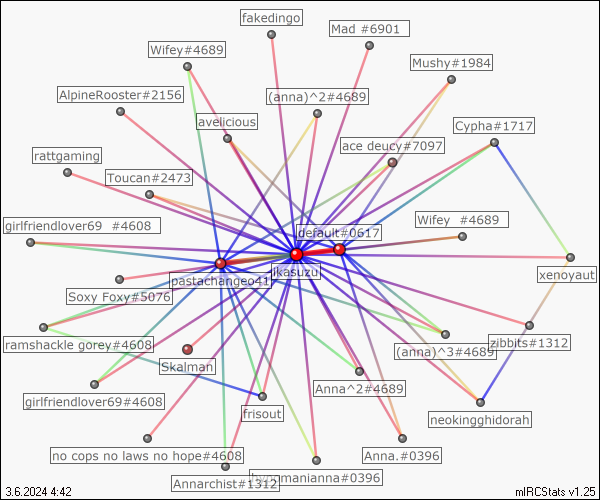 fakedingo
Mad #6901
Wifey#4689
Mushy#1984
AlpineRooster#2156
(anna)^2#4689
avelicious
Cypha#1717
ace deucy#7097
rattgaming
Toucan#2473
girlfriendlover69 #4608
Wifey #4689
default#0617
xenoyaut
pastachangeo41
jkasuzu
Soxy Foxy#5076
ramshackle gorey#4608
zibbits#1312
(anna)^3#4689
Skalman
Anna^2#4689
girlfriendlover69#4608
frisout
neokingghidorah
no cops no laws no hope#4608
Anna.#0396
#0396
Annarchist#1312
3.6.2024 4:42
mIRCStats v1.25